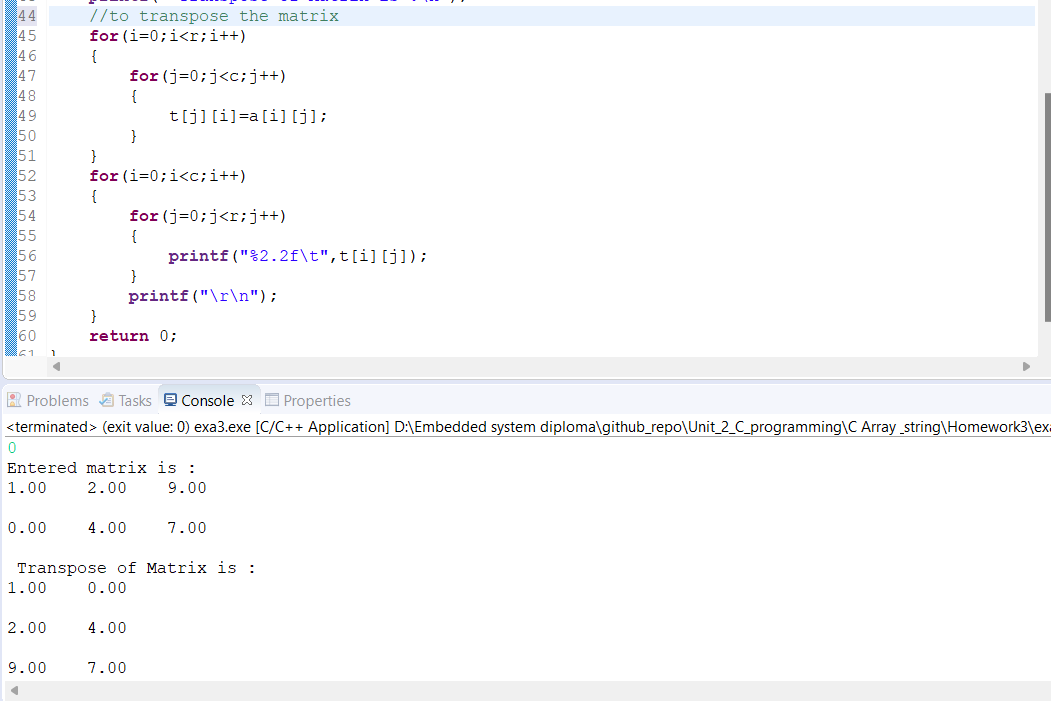 44 //to transpose the matrix
45 for(i=0;i<r;i++)
46 {
47 for(j=0;j<c;j++)
48 {
49 t[j][i]=a[i][j];
50 }
51 }
52 for(i=0;i<c;i++)
53 {
54 for(j=0;j<r;j++)
55 {
56 printf("%2.2f\t",t[i][j]);
57 }
58 printf("\r\n");
59 }
60 return 0;
61 }
Problems Tasks Console Properties
<terminated> (exit value: 0) exa3.exe [C/C++ Application] D:\Embedded system diploma\github_repo\Unit_2_C_programming\C Array _string\Homework3\exa
0
Entered matrix is :
1.00 2.00 9.00
0.00 4.00 7.00
Transpose of Matrix is :
1.00 0.00
2.00 4.00
9.00 7.00